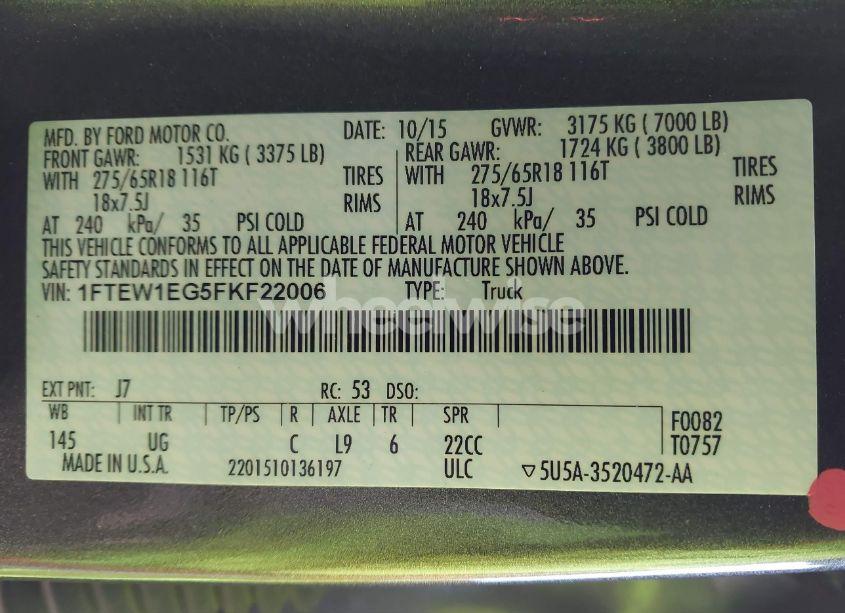 MFD. BY FORD MOTOR CO. DATE: 10/15 GVWR: 3175 KG ( 7000 LB)
FRONT GAWR: 1531 KG ( 3375 LB) REAR GAWR: 1724 KG ( 3800 LB)
WITH 275/65R18 116T TIRES WITH 275/65R18 116T TIRES
18x7.5J RIMS 18x7.5J RIMS
AT 240 kPa/ 35 PSI COLD AT 240 kPa/ 35 PSI COLD
THIS VEHICLE CONFORMS TO ALL APPLICABLE FEDERAL MOTOR VEHICLE
SAFETY STANDARDS IN EFFECT ON THE DATE OF MANUFACTURE SHOWN ABOVE.
VIN: 1FTEW1EG5FKF22006 TYPE: Truck
wheelwise
EXT PNT: J7 RC: 53 DSO:
WB INT TR TP/PS R AXLE TR SPR F0082
145 UG C L9 6 22CC T0757
MADE IN U.S.A. 2201510136197 ULC ▽5U5A-3520472-AA